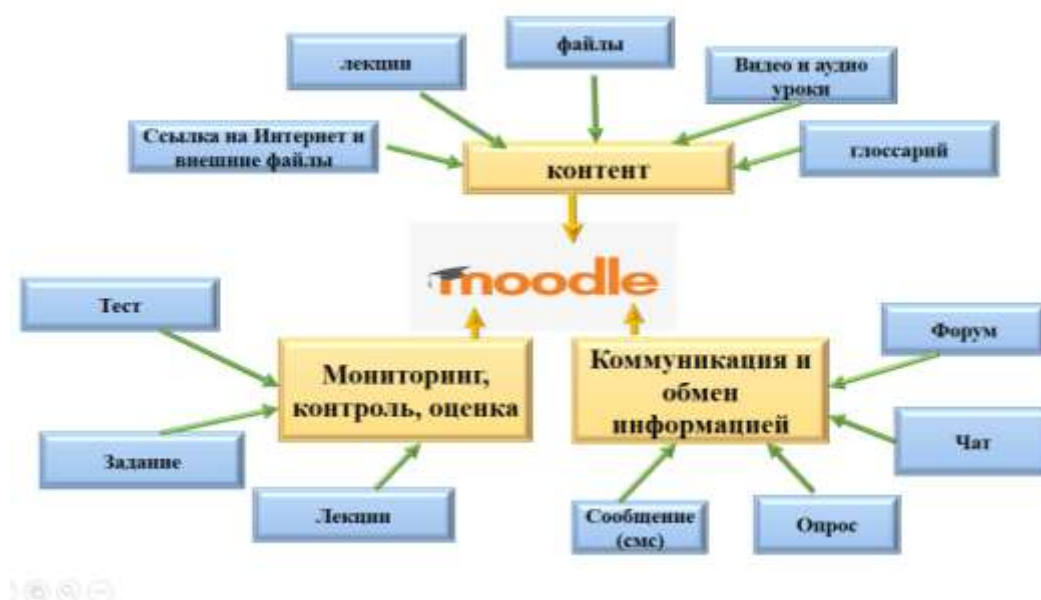 файлы
лекции
Видео и аудио
уроки
Ссылка на Интернет и
внешние файлы
глоссарий
контент
moodle
Тест
Форум
Мониторинг,
контроль, оценка
Коммуникация и
обмен
информацией
Задание
Чат
Лекции
Сообщение
(смс)
Опрос